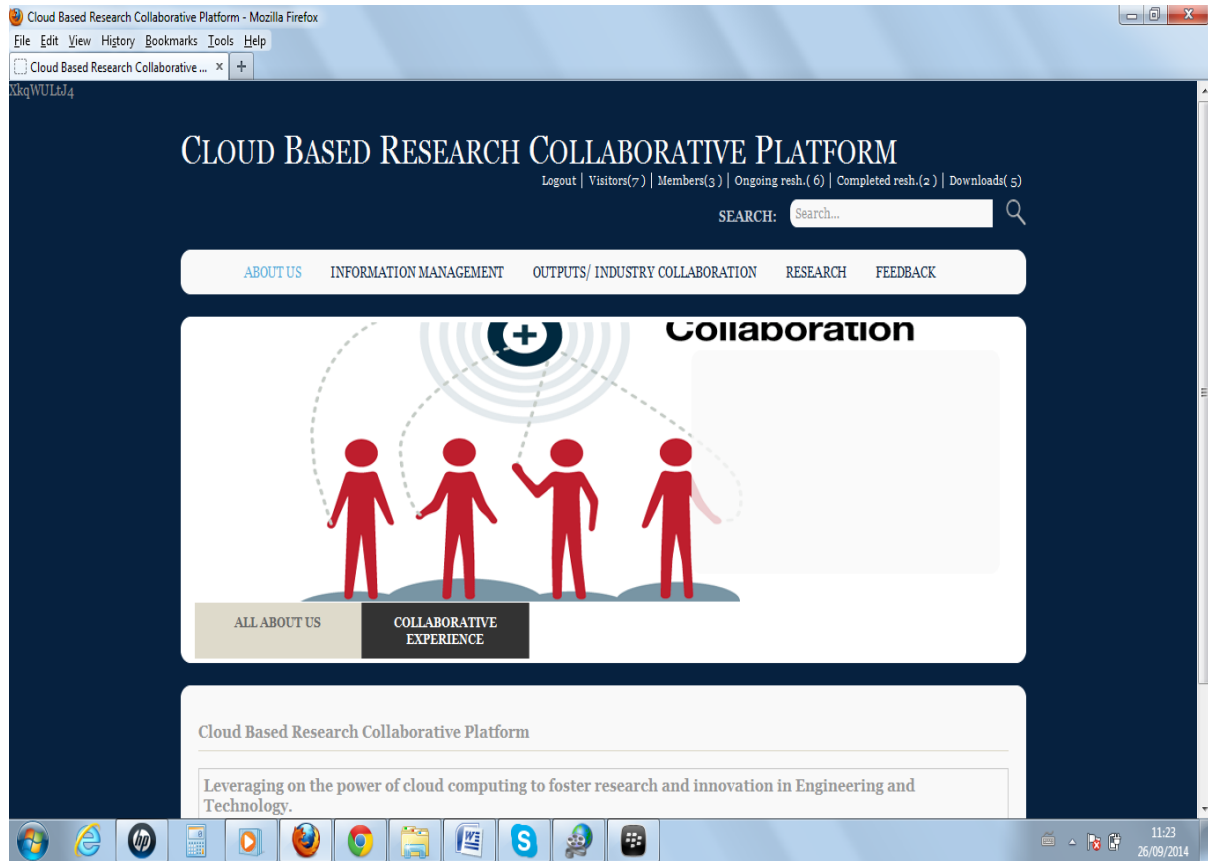 Cloud Based Research Collaborative Platform - Mozilla Firefox
File Edit View History Bookmarks Tools Help
Cloud Based Research Collaborative ... × +
XkqWULtJ4
CLOUD BASED RESEARCH COLLABORATIVE PLATFORM
Logout | Visitors(7) | Members(3) | Ongoing resh.( 6) | Completed resh.(2 ) | Downloads( 5)
SEARCH: Search...
ABOUT US INFORMATION MANAGEMENT OUTPUTS/ INDUSTRY COLLABORATION RESEARCH FEEDBACK
Collaboration
ALL ABOUT US COLLABORATIVE
EXPERIENCE
Cloud Based Research Collaborative Platform
Leveraging on the power of cloud computing to foster research and innovation in Engineering and
Technology.
11:23
26/09/2014